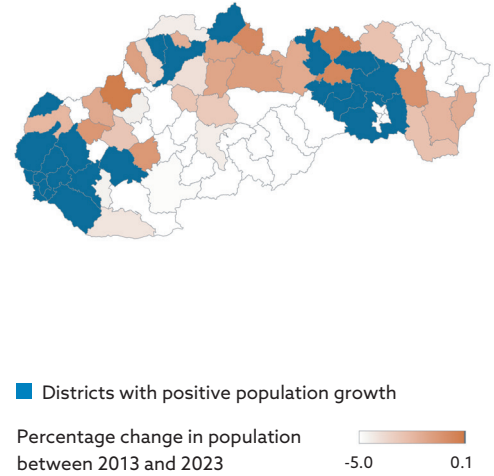 Districts with positive population growth
Percentage change in population
between 2013 and 2023
-5.0 0.1